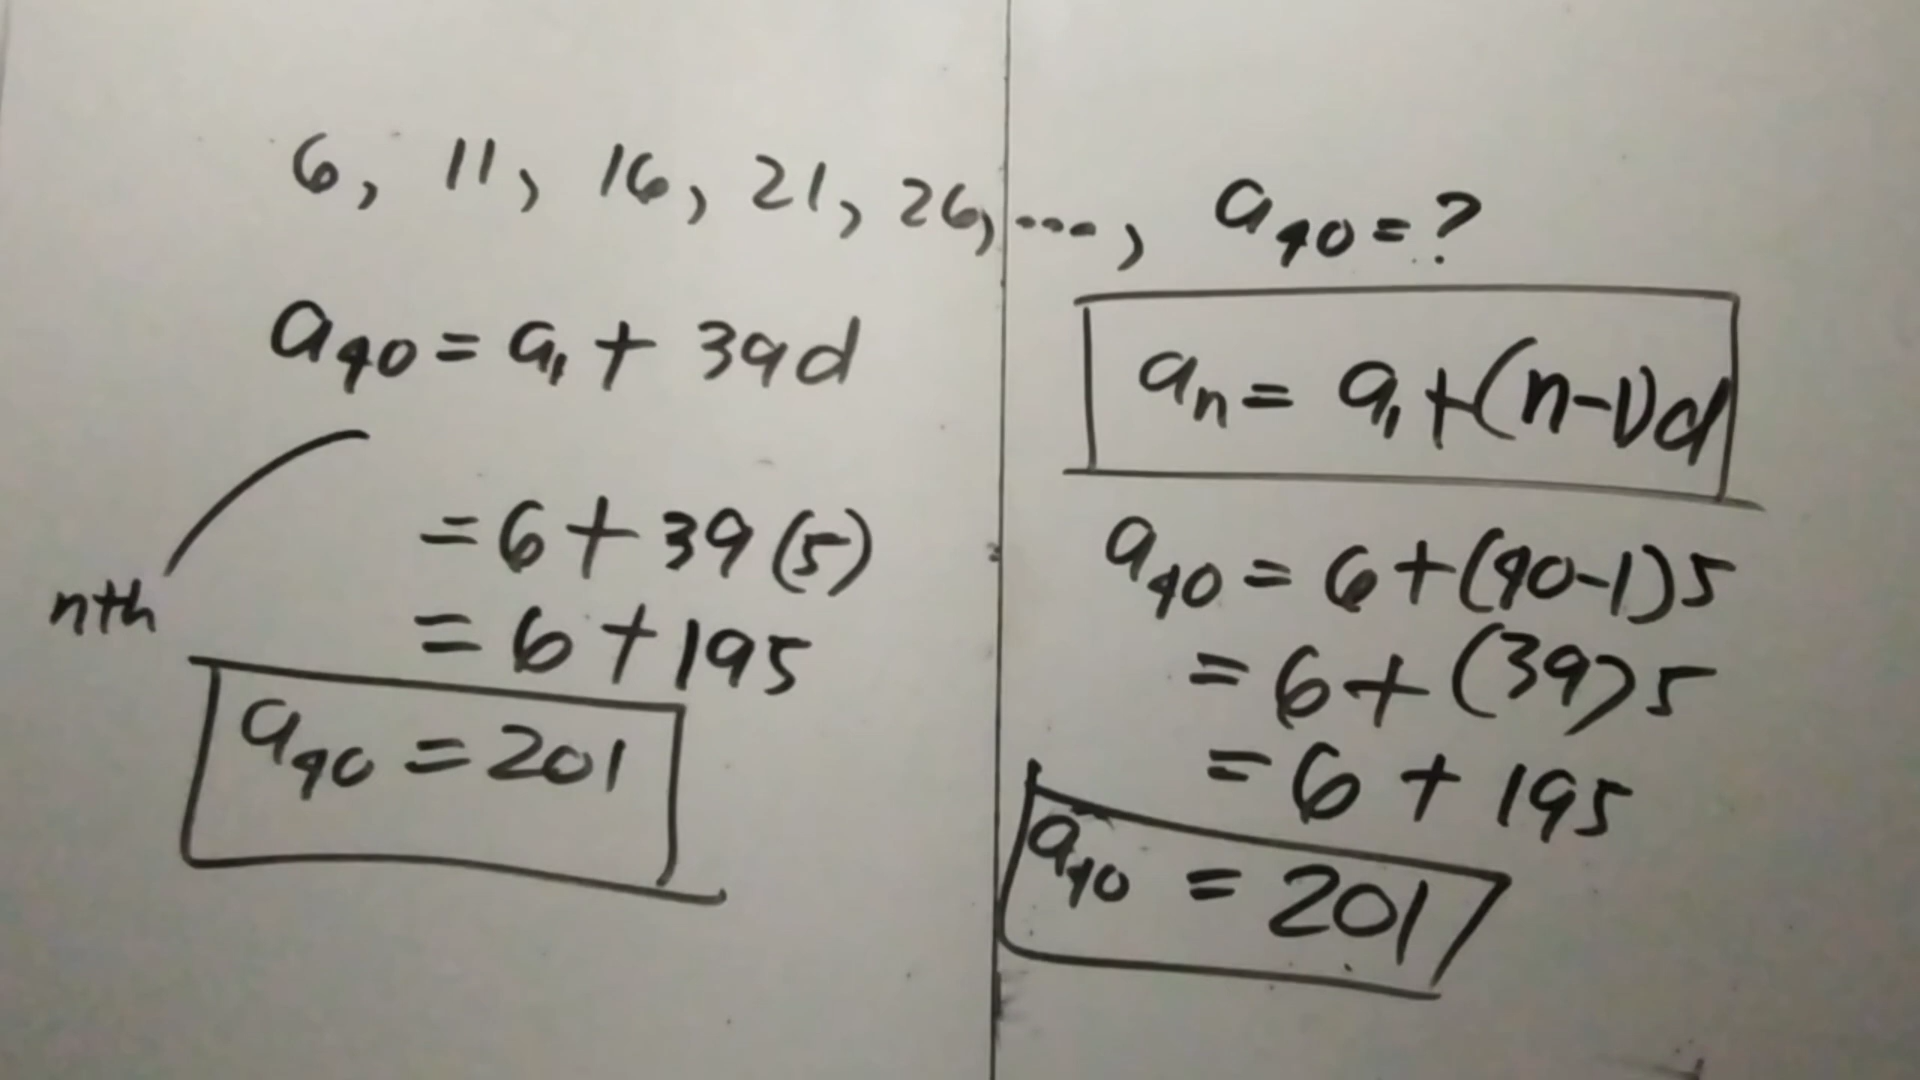 6, 11, 16, 21, 26, ..., a₄₀ = ?
a₄₀ = a₁ + 39d
nth
= 6 + 39 (5)
= 6 + 195
a₄₀ = 201
aₙ = a₁ + (n-1)d
a₄₀ = 6 + (40-1)5
= 6 + (39)5
= 6 + 195
a₄₀ = 201